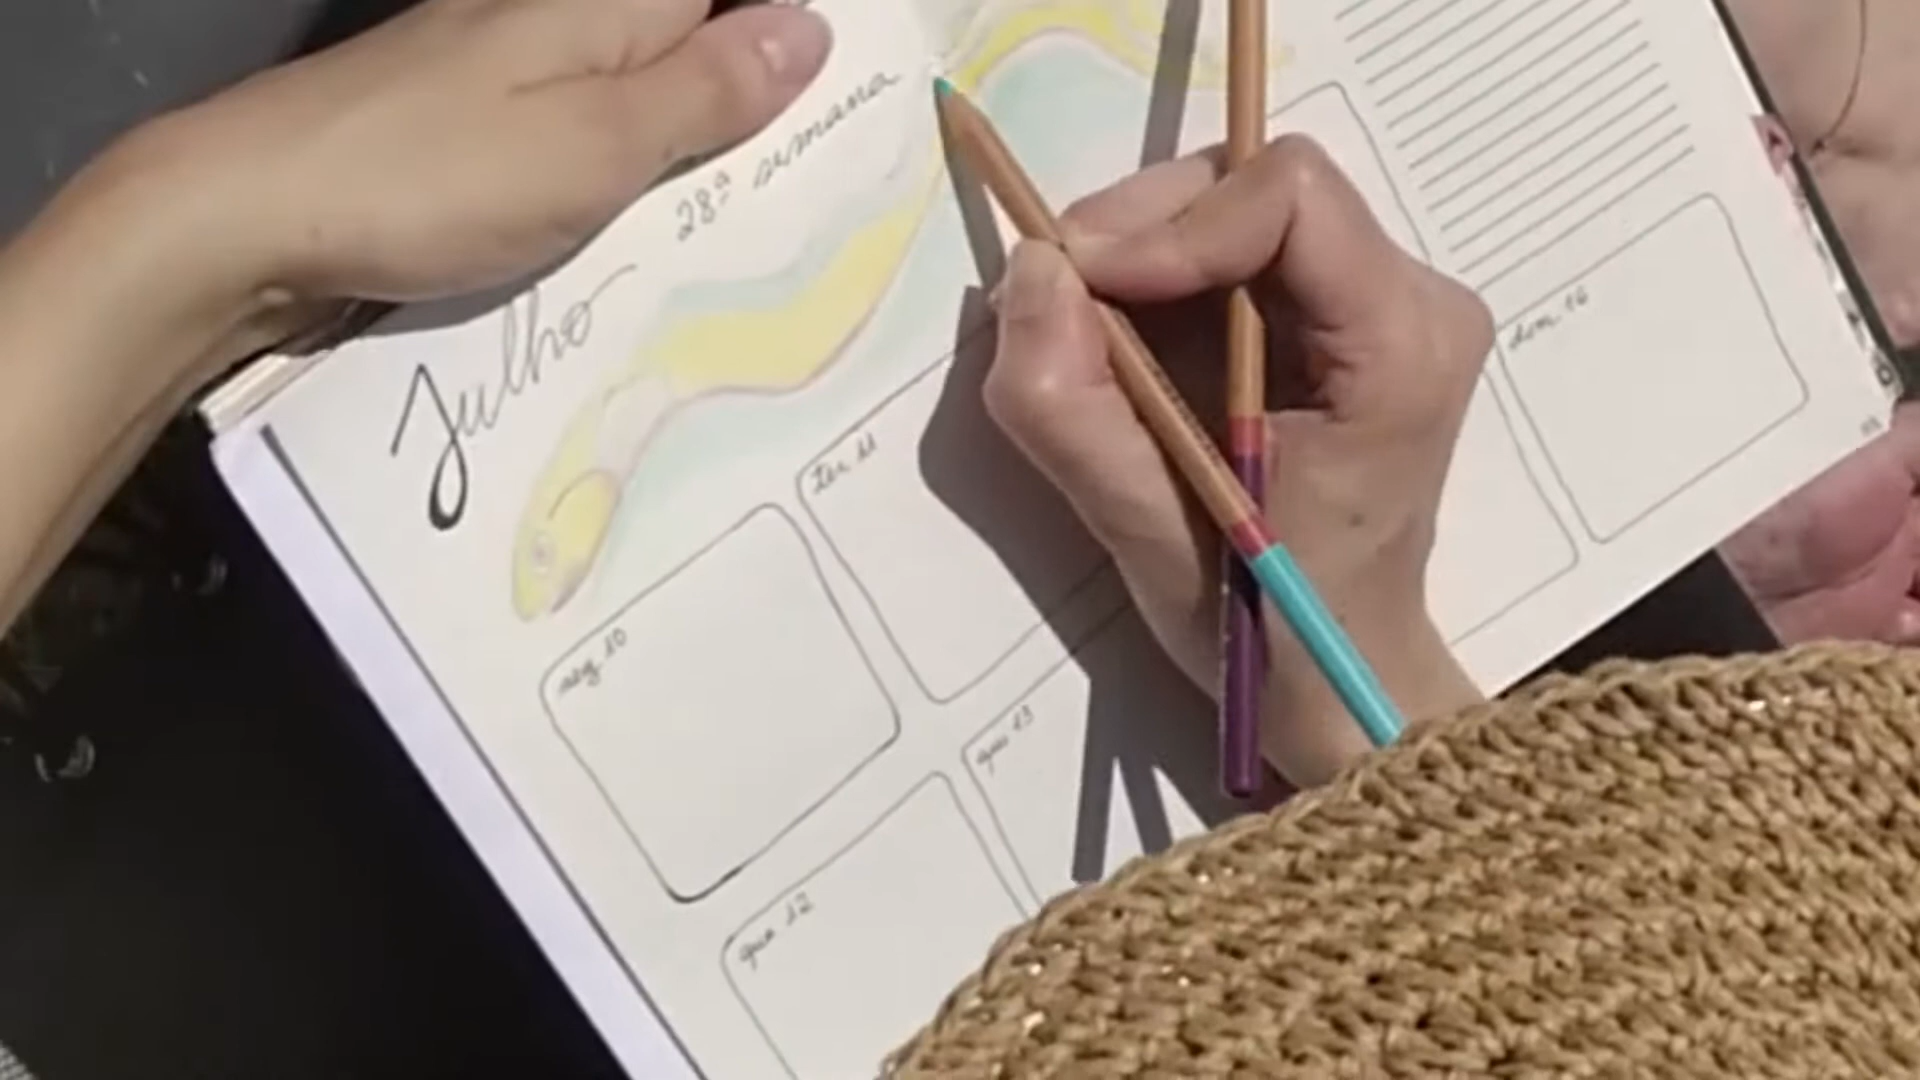 Julho
28ª semana
seg 10
ter 11
qua 12
qui 13
dom 16